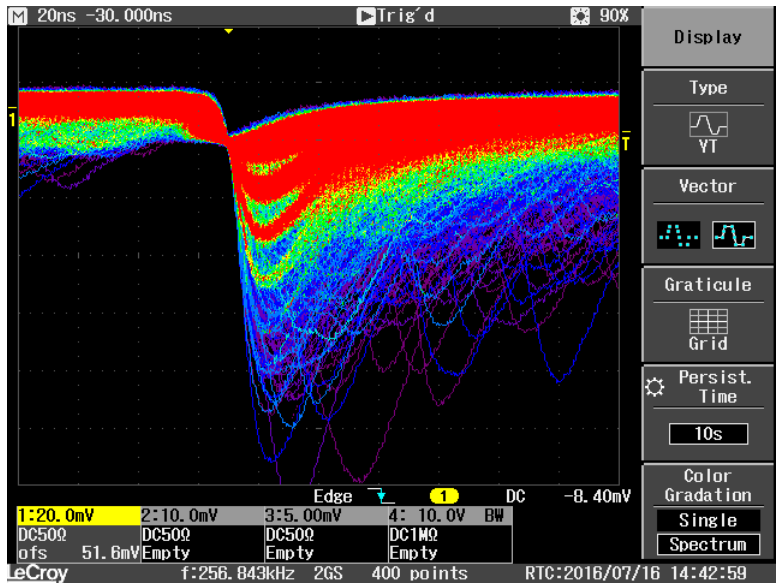 M 20ns -30.000ns Trig'd 90%
1
T
Edge 1 DC -8.40mV
1:20.0mV 2:10.0mV 3:5.00mV 4: 10.0V BW
DC50Ω DC50Ω DC50Ω DC1MΩ
ofs 51.6mV Empty Empty Empty
LeCroy f:256.843kHz 2GS 400 points RTC:2016/07/16 14:42:59
Display
Type
YT
Vector
Graticule
Grid
Persist.
Time
10s
Color
Gradation
Single
Spectrum